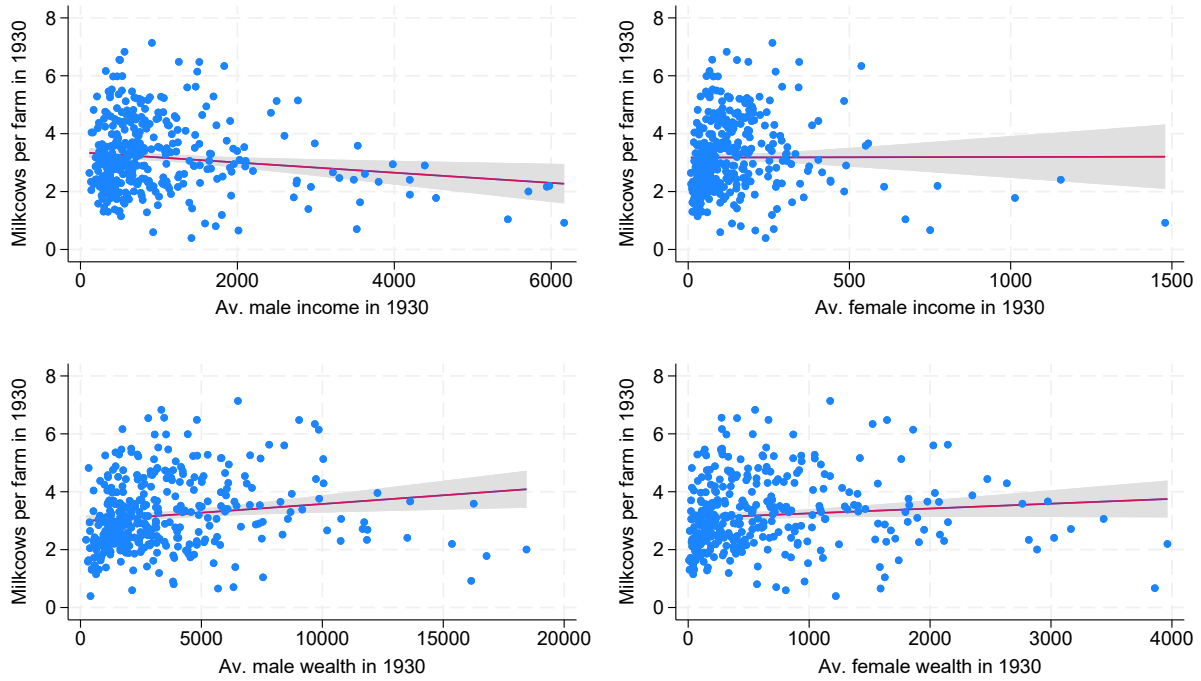 Milkcows per farm in 1930
8
6
4
2
0
0 2000 4000 6000
Av. male income in 1930
Milkcows per farm in 1930
8
6
4
2
0
0 500 1000 1500
Av. female income in 1930
Milkcows per farm in 1930
8
6
4
2
0
0 5000 10000 15000 20000
Av. male wealth in 1930
Milkcows per farm in 1930
8
6
4
2
0
0 1000 2000 3000 4000
Av. female wealth in 1930